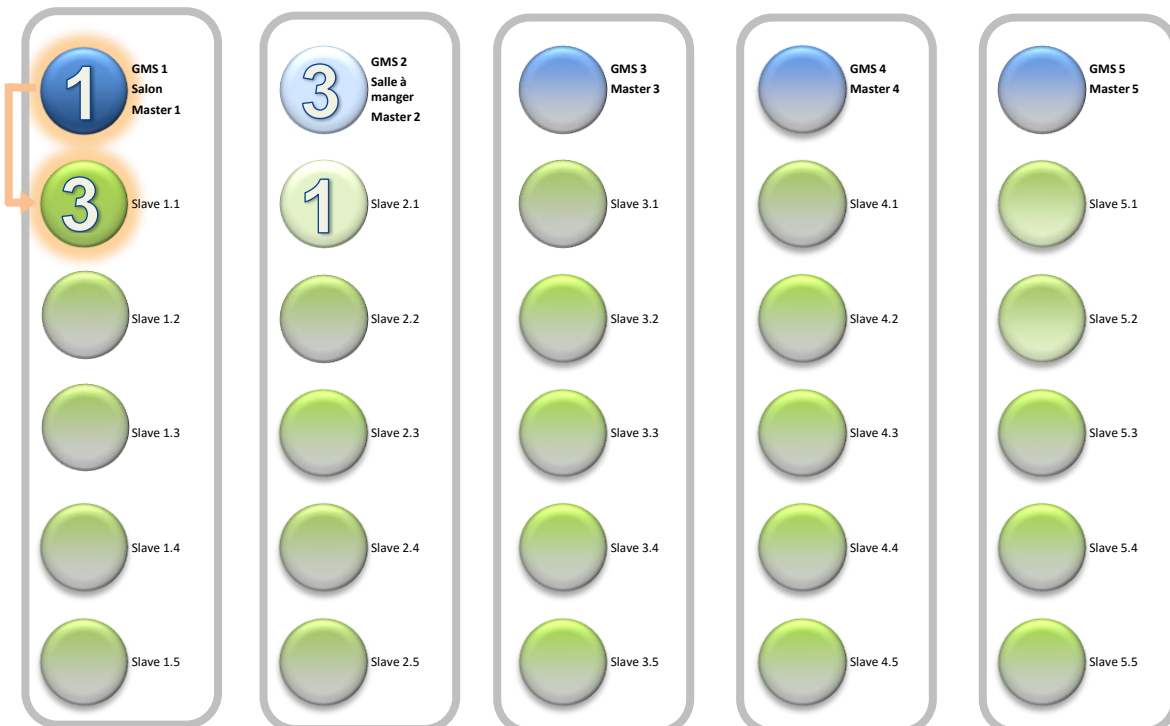 1
GMS 1
Salon
Master 1
3
Slave 1.1
Slave 1.2
Slave 1.3
Slave 1.4
Slave 1.5
3
GMS 2
Salle à
manger
Master 2
1
Slave 2.1
Slave 2.2
Slave 2.3
Slave 2.4
Slave 2.5
GMS 3
Master 3
Slave 3.1
Slave 3.2
Slave 3.3
Slave 3.4
Slave 3.5
GMS 4
Master 4
Slave 4.1
Slave 4.2
Slave 4.3
Slave 4.4
Slave 4.5
GMS 5
Master 5
Slave 5.1
Slave 5.2
Slave 5.3
Slave 5.4
Slave 5.5